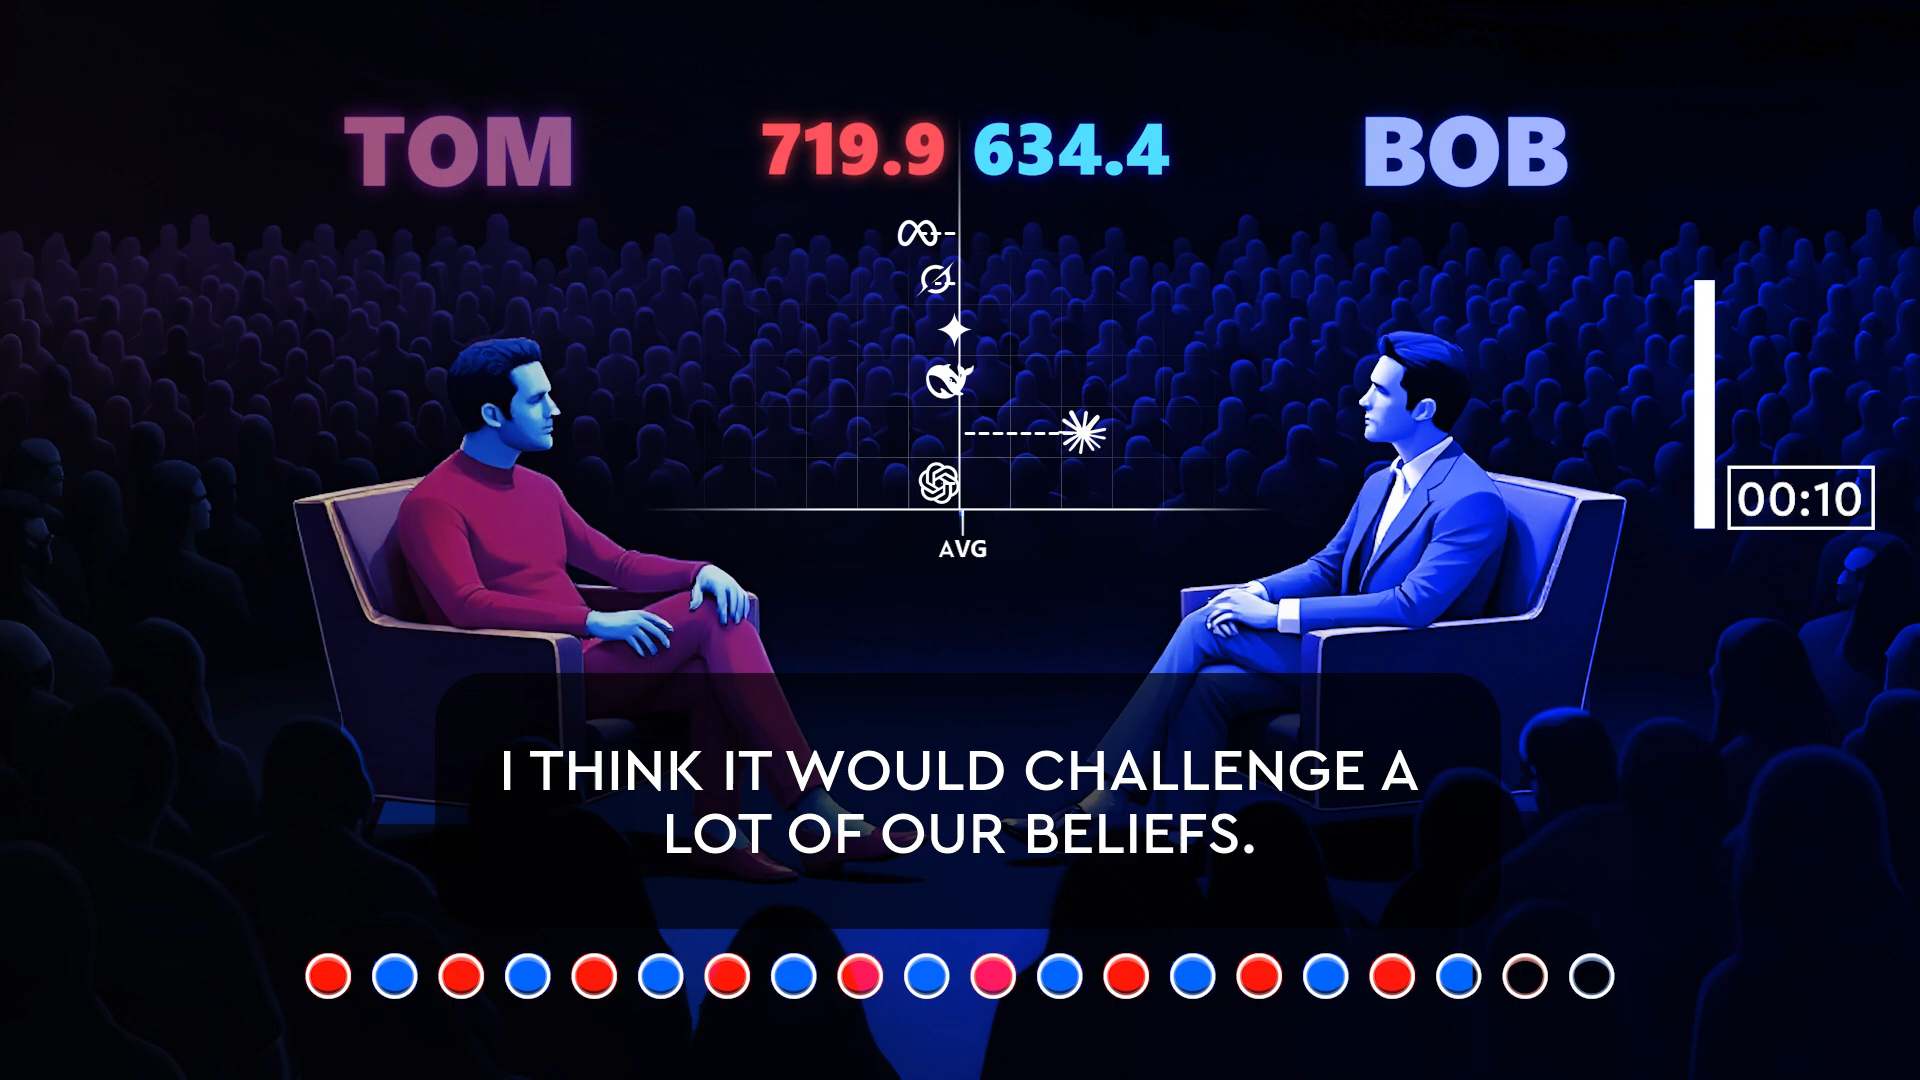 TOM
719.9 634.4
BOB
AVG
00:10
I THINK IT WOULD CHALLENGE A
LOT OF OUR BELIEFS.